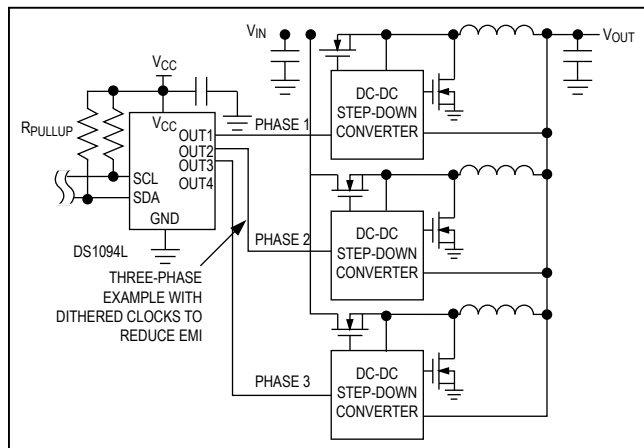 VIN
VOUT
VCC
RPULLUP
VCC
OUT1
OUT2
OUT3
OUT4
SCL
SDA
GND
DS1094L
PHASE 1
DC-DC
STEP-DOWN
CONVERTER
PHASE 2
DC-DC
STEP-DOWN
CONVERTER
THREE-PHASE
EXAMPLE WITH
DITHERED CLOCKS TO
REDUCE EMI
PHASE 3
DC-DC
STEP-DOWN
CONVERTER